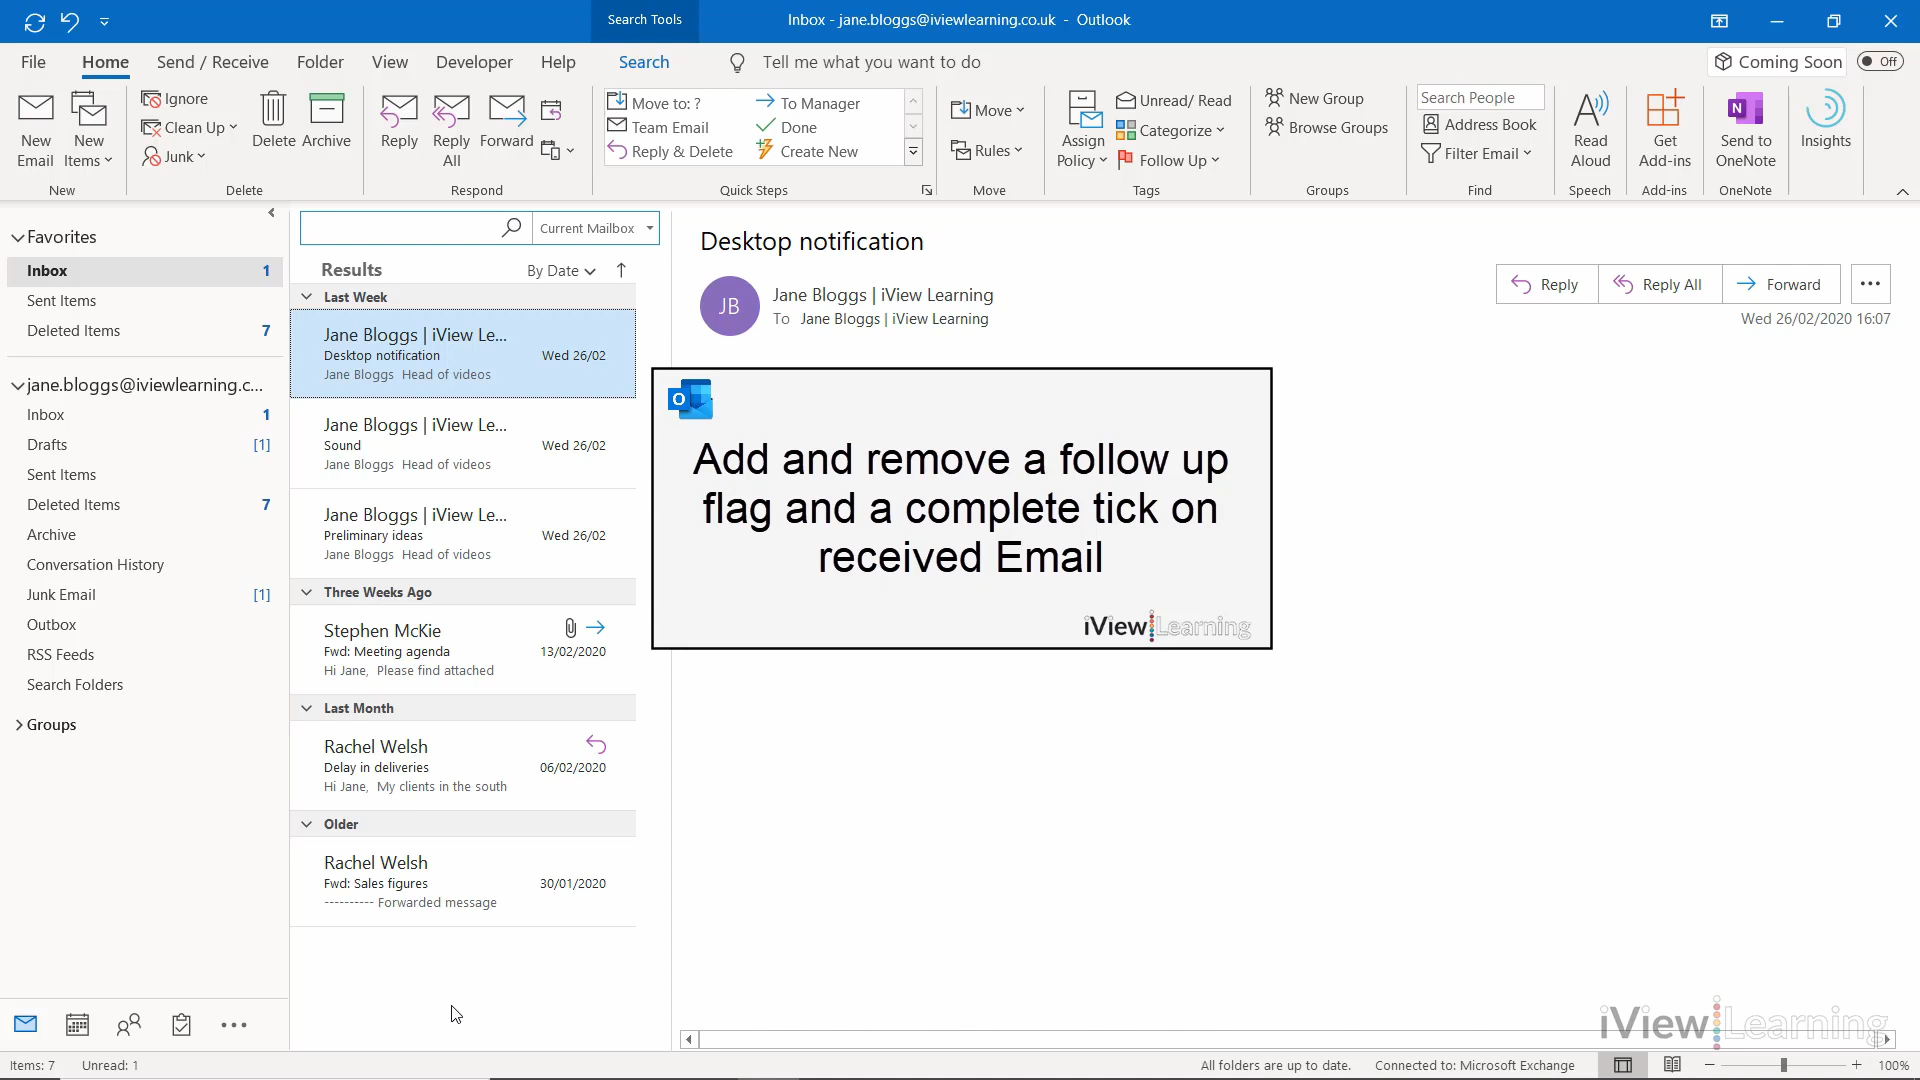 Search Tools
Inbox - jane.bloggs@iviewlearning.co.uk - Outlook
File Home Send / Receive Folder View Developer Help Search Tell me what you want to do Coming Soon Off
New Email
New Items
Ignore
Clean Up
Junk
Delete
Archive
Reply
Reply All
Forward
Move to: ?
Team Email
Reply & Delete
To Manager
Done
Create New
Move
Rules
Assign Policy
Unread/ Read
Categorize
Follow Up
New Group
Browse Groups
Search People
Address Book
Filter Email
Read Aloud
Get Add-ins
Send to OneNote
Insights
New Delete Respond Quick Steps Move Tags Groups Find Speech Add-ins OneNote
Favorites
Inbox 1
Sent Items
Deleted Items 7
jane.bloggs@iviewlearning.c...
Inbox 1
Drafts [1]
Sent Items
Deleted Items 7
Archive
Conversation History
Junk Email [1]
Outbox
RSS Feeds
Search Folders
Groups
Current Mailbox
Results By Date
Last Week
Jane Bloggs | iView Le...
Desktop notification Wed 26/02
Jane Bloggs Head of videos
Jane Bloggs | iView Le...
Sound Wed 26/02
Jane Bloggs Head of videos
Jane Bloggs | iView Le...
Preliminary ideas Wed 26/02
Jane Bloggs Head of videos
Three Weeks Ago
Stephen McKie
Fwd: Meeting agenda 13/02/2020
Hi Jane, Please find attached
Last Month
Rachel Welsh
Delay in deliveries 06/02/2020
Hi Jane, My clients in the south
Older
Rachel Welsh
Fwd: Sales figures 30/01/2020
---------- Forwarded message
Desktop notification
JB
Jane Bloggs | iView Learning
To Jane Bloggs | iView Learning
Reply Reply All Forward
Wed 26/02/2020 16:07
Add and remove a follow up
flag and a complete tick on
received Email
iView Learning
iView Learning
Items: 7 Unread: 1 All folders are up to date. Connected to: Microsoft Exchange 100%